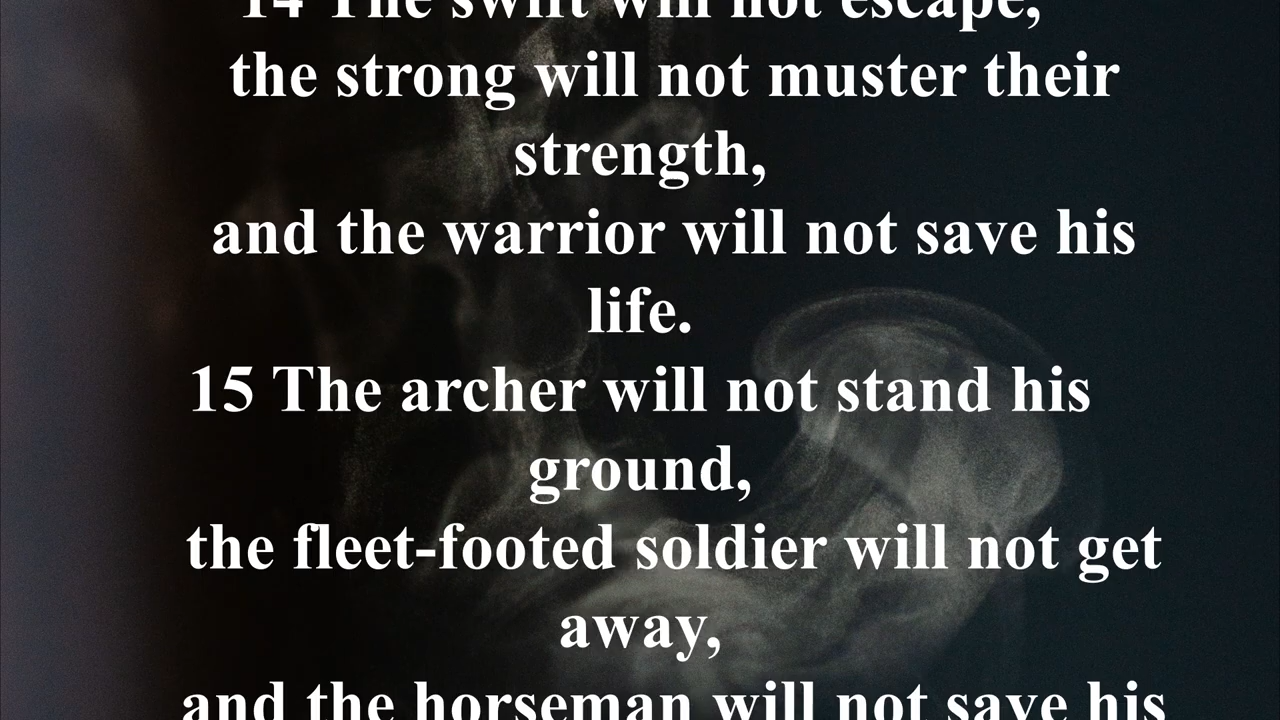 14 The swift will not escape,
the strong will not muster their
strength,
and the warrior will not save his
life.
15 The archer will not stand his
ground,
the fleet-footed soldier will not get
away,
and the horseman will not save his